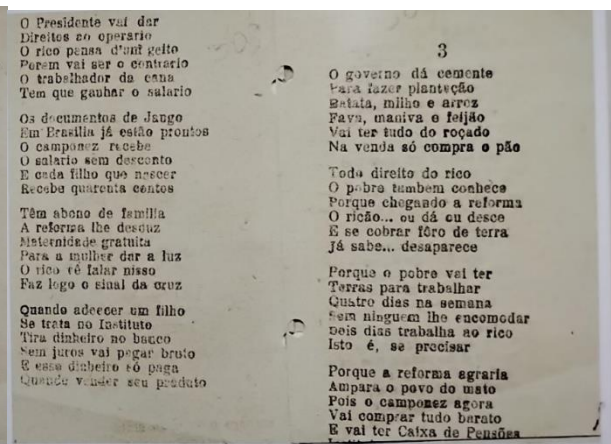 O Presidente vai dar
Direitos ao operario
O rico pensa d'um geito
Porem vai ser o contrario
O trabalhador da cana
Tem que ganhar o salario
Os documentos de Jango
Em Brasilia já estão prontos
O camponez recebe
O salario sem desconto
E cada filho que nascer
Recebe quarenta contos
Têm abono de familia
A reforma lhe
Maternidade gratuita
Para a mulher dar a luz
O rico vê falar nisso
Faz logo o sinal da cruz
Quando adoecer um filho
Se trata no Instituto
Tira dinheiro no banco
Sem juros vai pegar bruto
E esse dinheiro só paga
Quando vender seu produto
3
O governo dá cemente
Para fazer plantação
Batata, milho e arroz
Fava, maniva e feijão
Vai ter tudo do roçado
Na venda só compra o pão
Todo direito do rico
O pobre tambem conhece
Porque chegando a reforma
O ricão... ou dá ou desce
E se cobrar fôro de terra
Já sabe... desaparece
Porque o pobre vai ter
Terras para trabalhar
Quatro dias na semana
Sem ninguem lhe encomodar
Dois dias trabalha ao rico
Isto é, se precisar
Porque a reforma agraria
Ampara o povo do mato
Pois o camponez agora
Vai comprar tudo barato
E vai ter Caixa de Pensões